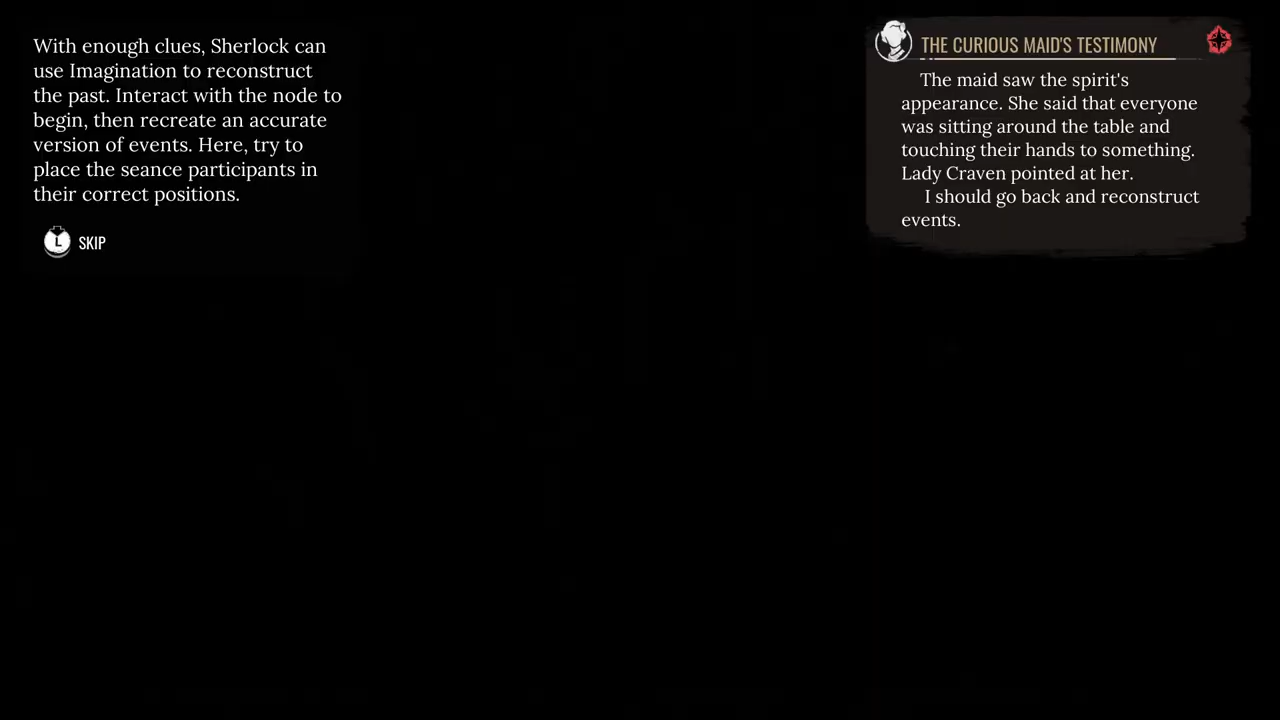 With enough clues, Sherlock can
use Imagination to reconstruct
the past. Interact with the node to
begin, then recreate an accurate
version of events. Here, try to
place the seance participants in
their correct positions.
L SKIP
THE CURIOUS MAID'S TESTIMONY
The maid saw the spirit's
appearance. She said that everyone
was sitting around the table and
touching their hands to something.
Lady Craven pointed at her.
I should go back and reconstruct
events.